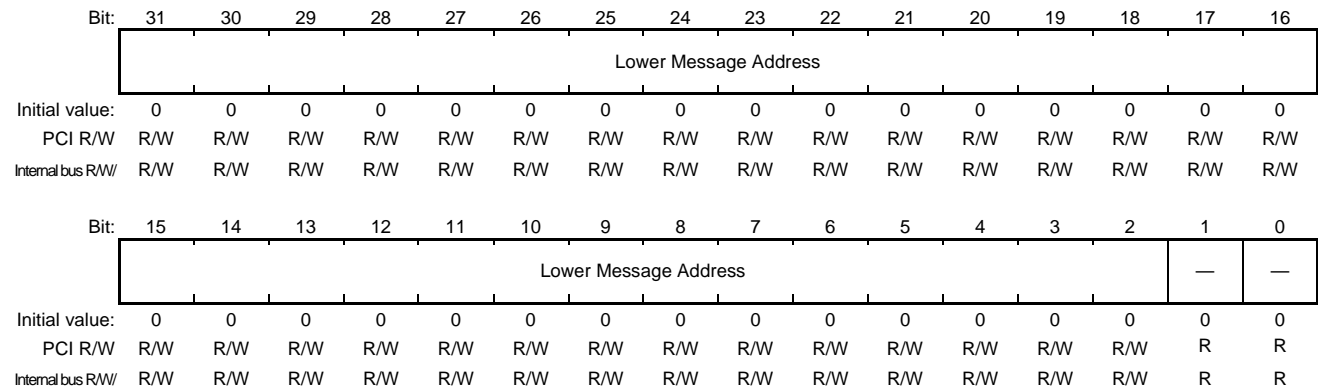 Bit: 31 30 29 28 27 26 25 24 23 22 21 20 19 18 17 16
Lower Message Address
Initial value: 0 0 0 0 0 0 0 0 0 0 0 0 0 0 0 0
PCI R/W R/W R/W R/W R/W R/W R/W R/W R/W R/W R/W R/W R/W R/W R/W R/W R/W
Internal bus R/W/ R/W R/W R/W R/W R/W R/W R/W R/W R/W R/W R/W R/W R/W R/W R/W R/W
Bit: 15 14 13 12 11 10 9 8 7 6 5 4 3 2 1 0
Lower Message Address — —
Initial value: 0 0 0 0 0 0 0 0 0 0 0 0 0 0 0 0
PCI R/W R/W R/W R/W R/W R/W R/W R/W R/W R/W R/W R/W R/W R/W R/W R R
Internal bus R/W/ R/W R/W R/W R/W R/W R/W R/W R/W R/W R/W R/W R/W R/W R/W R R